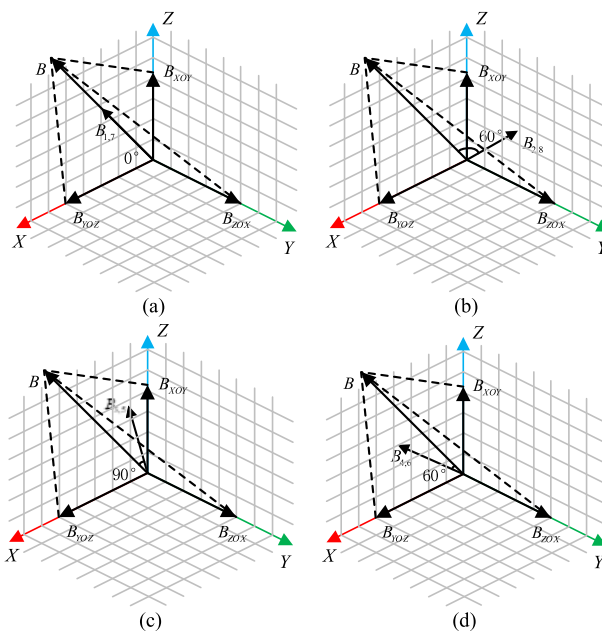 Z
B
B_XOY
B_1,7
0°
B_YOZ
B_ZOX
X
Y
(a)
Z
B
B_XOY
60°
B_2,8
B_YOZ
B_ZOX
X
Y
(b)
Z
B
B_XOY
90°
B_YOZ
B_ZOX
X
Y
(c)
Z
B
B_XOY
B_4,6
60°
B_YOZ
B_ZOX
X
Y
(d)